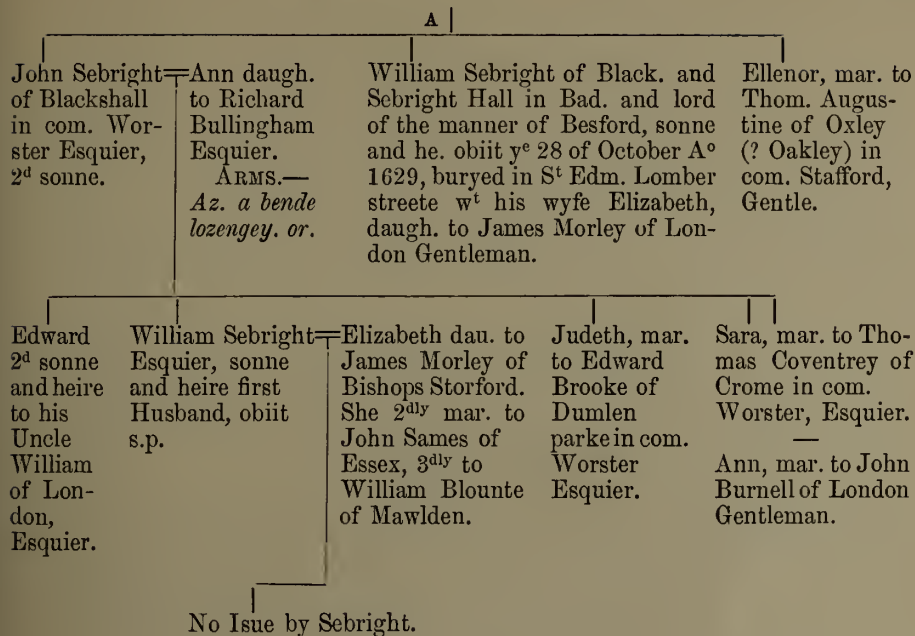 A
John Sebright
of Blackshall
in com. Wor-
ster Esquier,
2d sonne.
Ann daugh.
to Richard
Bullingham
Esquier.
ARMS.—
Az. a bende
lozengey. or.
William Sebright of Black. and
Sebright Hall in Bad. and lord
of the manner of Besford, sonne
and he. obiit ye 28 of October Ao
1629, buryed in St Edm. Lomber
streete wt his wyfe Elizabeth,
daugh. to James Morley of Lon-
don Gentleman.
Ellenor, mar. to
Thom. Augus-
tine of Oxley
(? Oakley) in
com. Stafford,
Gentle.
Edward
2d sonne
and heire
to his
Uncle
William
of Lon-
don,
Esquier.
William Sebright
Esquier, sonne
and heire first
Husband, obiit
s.p.
Elizabeth dau. to
James Morley of
Bishops Storford.
She 2dly mar. to
John Sames of
Essex, 3dly to
William Blounte
of Mawlden.
Judeth, mar.
to Edward
Brooke of
Dumlen
parke in com.
Worster
Esquier.
Sara, mar. to Tho-
mas Coventrey of
Crome in com.
Worster, Esquier.
—
Ann, mar. to John
Burnell of London
Gentleman.
No Isue by Sebright.